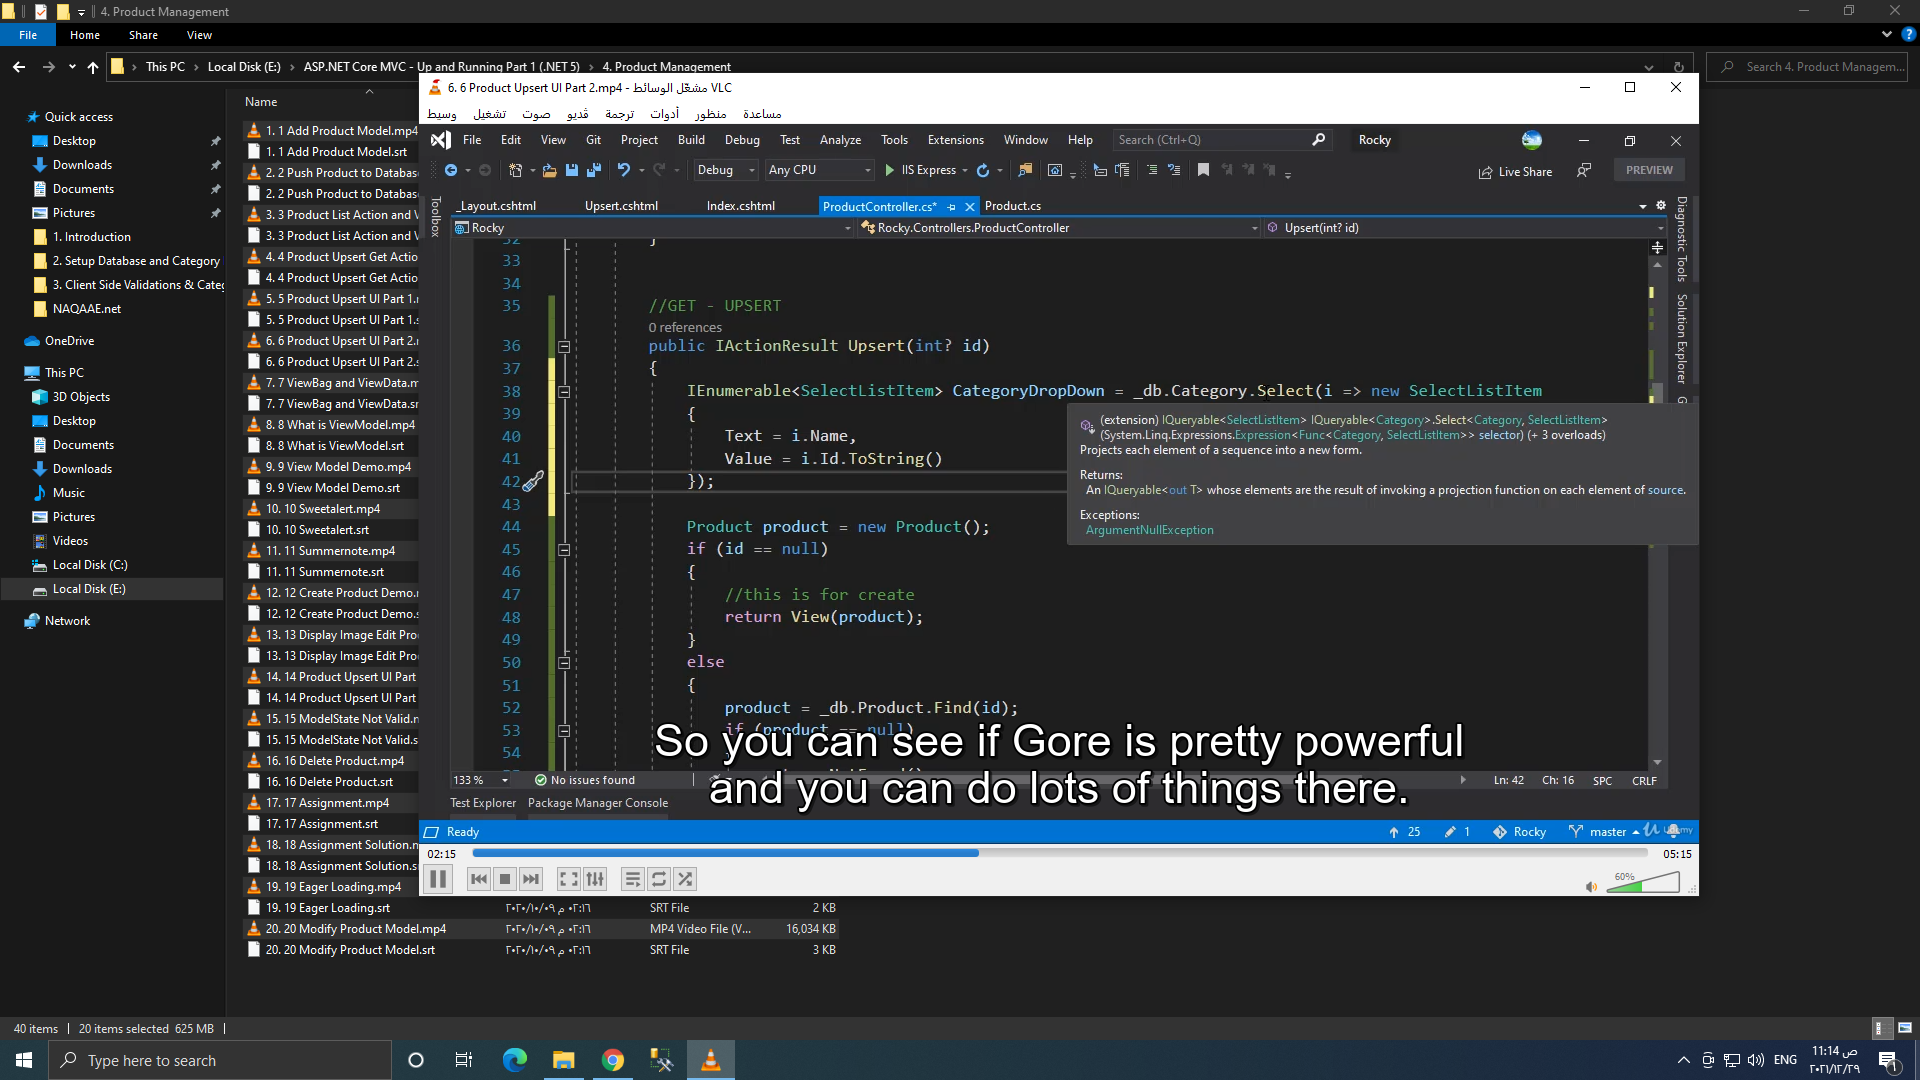 4. Product Management
File
Home
Share
View
This PC
Local Disk (E:)
ASP.NET Core MVC - Up and Running Part 1 (.NET 5)
4. Product Management
Search 4. Product Managem...
Quick access
Desktop
Downloads
Documents
Pictures
1. Introduction
2. Setup Database and Category
3. Client Side Validations & Categ
NAQAAE.net
OneDrive
This PC
3D Objects
Desktop
Documents
Downloads
Music
Pictures
Videos
Local Disk (C:)
Local Disk (E:)
Network
Name
1. 1 Add Product Model.mp4
1. 1 Add Product Model.srt
2. 2 Push Product to Database
2. 2 Push Product to Database
3. 3 Product List Action and V
3. 3 Product List Action and V
4. 4 Product Upsert Get Actio
4. 4 Product Upsert Get Actio
5. 5 Product Upsert UI Part 1.
5. 5 Product Upsert UI Part 1.
6. 6 Product Upsert UI Part 2.
6. 6 Product Upsert UI Part 2.
7. 7 ViewBag and ViewData.m
7. 7 ViewBag and ViewData.sr
8. 8 What is ViewModel.mp4
8. 8 What is ViewModel.srt
9. 9 View Model Demo.mp4
9. 9 View Model Demo.srt
10. 10 Sweetalert.mp4
10. 10 Sweetalert.srt
11. 11 Summernote.mp4
11. 11 Summernote.srt
12. 12 Create Product Demo.
12. 12 Create Product Demo.
13. 13 Display Image Edit Pro
13. 13 Display Image Edit Pro
14. 14 Product Upsert UI Part
14. 14 Product Upsert UI Part
15. 15 ModelState Not Valid.
15. 15 ModelState Not Valid.s
16. 16 Delete Product.mp4
16. 16 Delete Product.srt
17. 17 Assignment.mp4
17. 17 Assignment.srt
18. 18 Assignment Solution.
18. 18 Assignment Solution.s
19. 19 Eager Loading.mp4
19. 19 Eager Loading.srt ٢٠٢٠/١٠/٠٩ م ٠٢:١٦ SRT File 2 KB
20. 20 Modify Product Model.mp4 ٢٠٢٠/١٠/٠٩ م ٠٢:١٦ MP4 Video File (V... 16,034 KB
20. 20 Modify Product Model.srt ٢٠٢٠/١٠/٠٩ م ٠٢:١٦ SRT File 3 KB
6. 6 Product Upsert UI Part 2.mp4 - مشغّل الوسائط VLC
وسيط تشغيل صوت ڤديو ترجمة أدوات منظور مساعدة
File Edit View Git Project Build Debug Test Analyze Tools Extensions Window Help Search (Ctrl+Q) Rocky
Debug Any CPU IIS Express Live Share PREVIEW
_Layout.cshtml Upsert.cshtml Index.cshtml ProductController.cs* Product.cs
Rocky Rocky.Controllers.ProductController Upsert(int? id)
Toolbox
Diagnostic Tools
Solution Explorer
32 }
33
34
35 //GET - UPSERT
0 references
36 public IActionResult Upsert(int? id)
37 {
38 IEnumerable<SelectListItem> CategoryDropDown = _db.Category.Select(i => new SelectListItem
39 {
40 Text = i.Name,
41 Value = i.Id.ToString()
42 });
43
44 Product product = new Product();
45 if (id == null)
46 {
47 //this is for create
48 return View(product);
49 }
50 else
51 {
52 product = _db.Product.Find(id);
53 if (product == null)
54
(extension) IQueryable<SelectListItem> IQueryable<Category>.Select<Category, SelectListItem>
(System.Linq.Expressions.Expression<Func<Category, SelectListItem>> selector) (+ 3 overloads)
Projects each element of a sequence into a new form.
Returns:
An IQueryable<out T> whose elements are the result of invoking a projection function on each element of source.
Exceptions:
ArgumentNullException
So you can see if Gore is pretty powerful
and you can do lots of things there.
133 % No issues found Ln: 42 Ch: 16 SPC CRLF
Test Explorer Package Manager Console
Ready 25 1 Rocky master
Udemy
02:15 05:15
60%
40 items 20 items selected 625 MB
Type here to search
ENG
ص ١١:١٤
٢٠٢١/١٢/٢٩
1